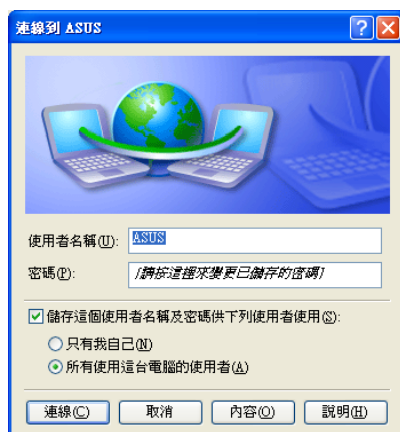 連線到 ASUS
使用者名稱(U): ASUS
密碼(P): [請按這裡來變更已儲存的密碼]
儲存這個使用者名稱及密碼供下列使用者使用(S):
只有我自己(N)
所有使用這台電腦的使用者(A)
連線(C) 取消 內容(O) 說明(H)